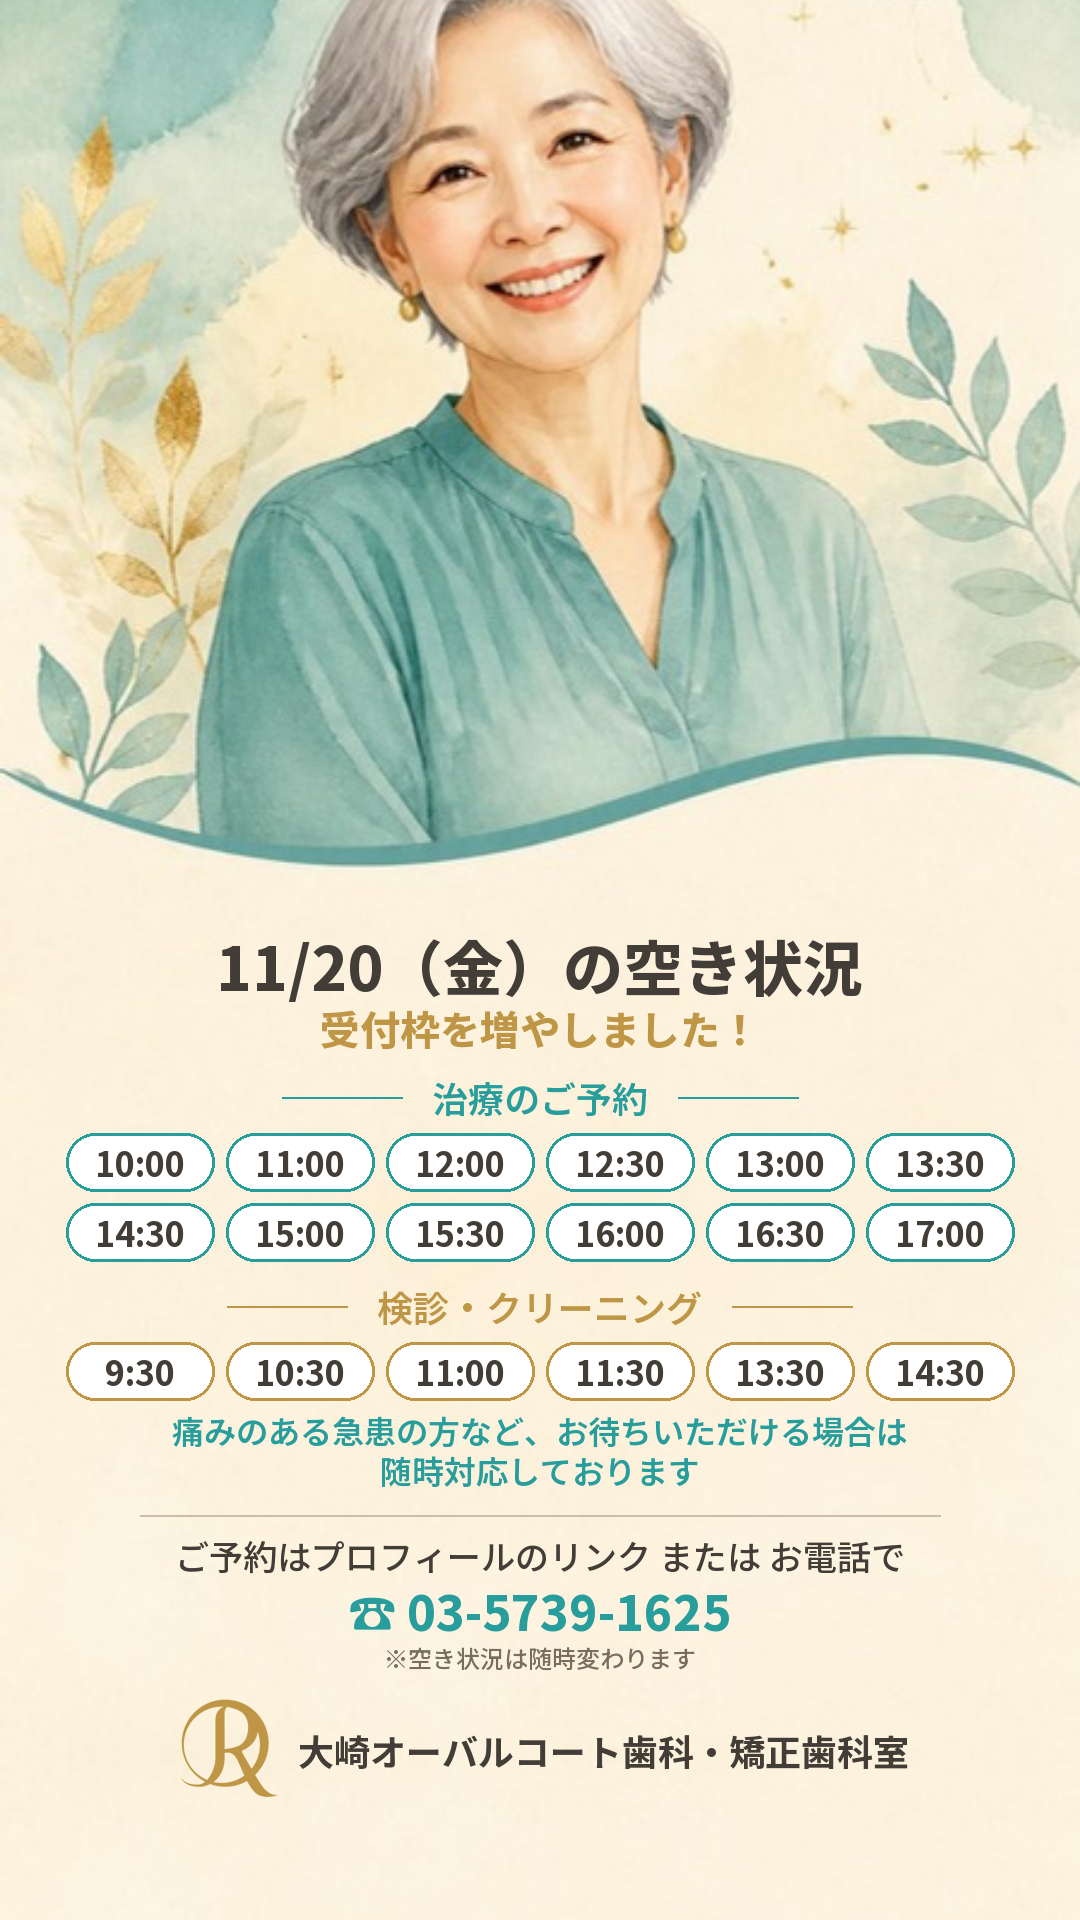 11/20（金）の空き状況
受付枠を増やしました！
治療のご予約
10:00 11:00 12:00 12:30 13:00 13:30
14:30 15:00 15:30 16:00 16:30 17:00
検診・クリーニング
9:30 10:30 11:00 11:30 13:30 14:30
痛みのある急患の方など、お待ちいただける場合は
随時対応しております
ご予約はプロフィールのリンク または お電話で
☎ 03-5739-1625
※空き状況は随時変わります
R 大崎オーバルコート歯科・矯正歯科室